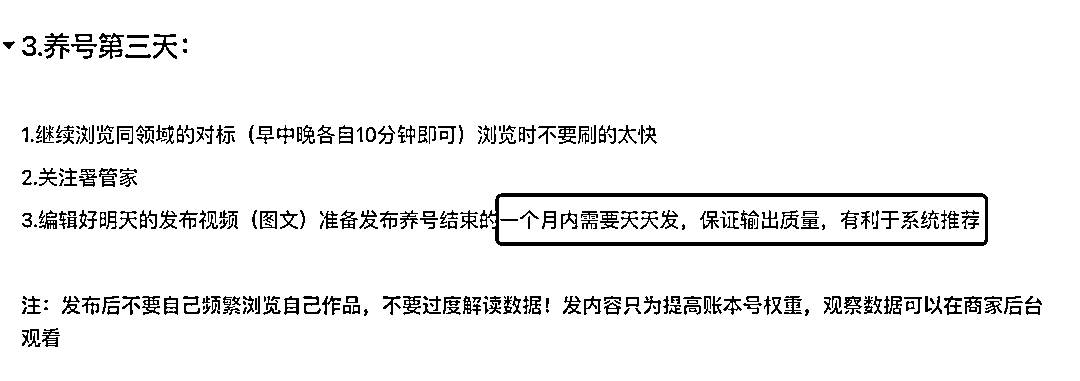 3.养号第三天：
1.继续浏览同领域的对标（早中晚各自10分钟即可）浏览时不要刷的太快
2.关注署管家
3.编辑好明天的发布视频（图文）准备发布养号结束的一个月内需要天天发，保证输出质量，有利于系统推荐
注：发布后不要自己频繁浏览自己作品，不要过度解读数据！发内容只为提高账本号权重，观察数据可以在商家后台
观看